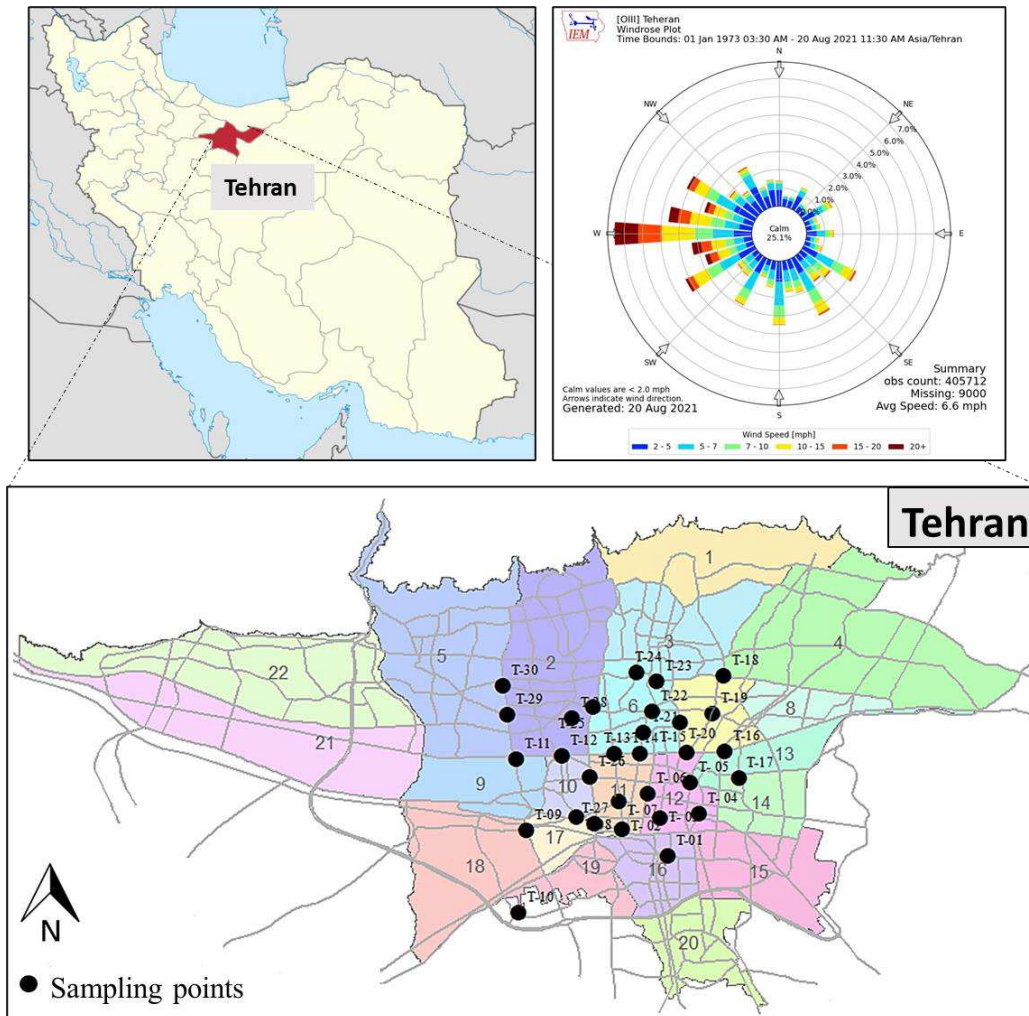 Tehran
[OIII] Teheran
Windrose Plot
Time Bounds: 01 Jan 1973 03:30 AM - 20 Aug 2021 11:30 AM Asia/Tehran
IEM
N
NW
NE
7.0%
6.0%
5.0%
4.0%
3.0%
2.0%
1.0%
0.0%
Calm
25.1%
W
E
SW
SE
S
Calm values are < 2.0 mph
Arrows indicate wind direction.
Generated: 20 Aug 2021
Summary
obs count: 405712
Missing: 9000
Avg Speed: 6.6 mph
Wind Speed [mph]
2 - 5
5 - 7
7 - 10
10 - 15
15 - 20
20+
Tehran
1
5
2
3
4
22
T-30
T-24
T-23
T-18
T-29
6
T-22
T-19
8
21
T-25
T-20
T-11
T-12
T-13
T-15
T-16
13
9
10
T-26
T- 05
T-17
T- 06
11
12
14
T- 04
T-09
T-27
T- 07
17
T- 02
T-01
18
19
16
15
T-10
20
N
Sampling points